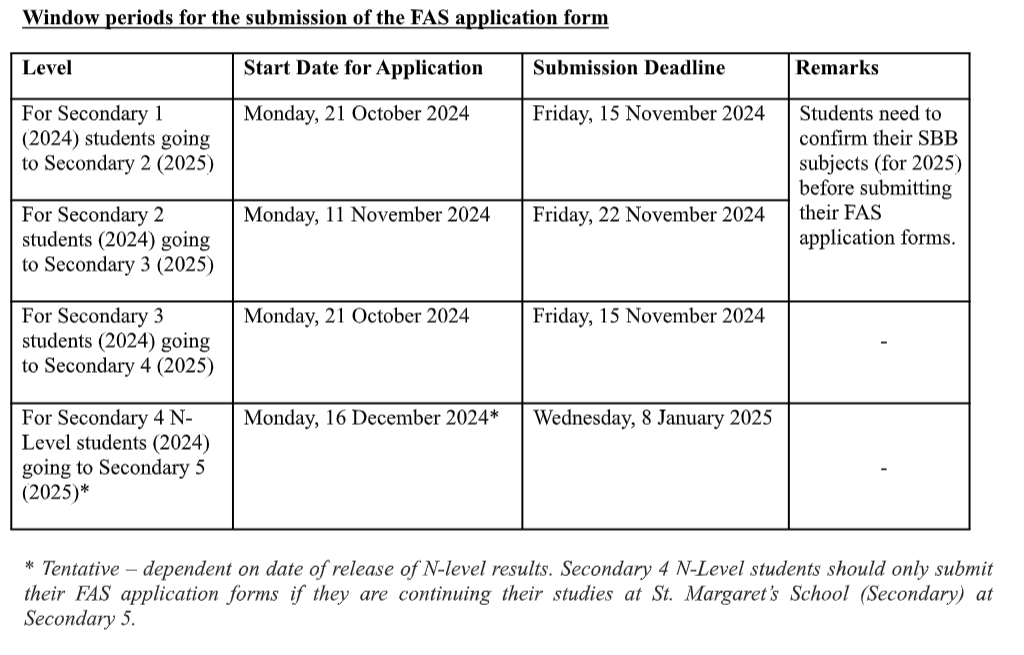 Window periods for the submission of the FAS application form
Level
Start Date for Application
Submission Deadline
Remarks
For Secondary 1
(2024) students going
to Secondary 2 (2025)
Monday, 21 October 2024
Friday, 15 November 2024
Students need to
confirm their SBB
subjects (for 2025)
before submitting
their FAS
application forms.
For Secondary 2
students (2024) going
to Secondary 3 (2025)
Monday, 11 November 2024
Friday, 22 November 2024
For Secondary 3
students (2024) going
to Secondary 4 (2025)
Monday, 21 October 2024
Friday, 15 November 2024
-
For Secondary 4 N-
Level students (2024)
going to Secondary 5
(2025)*
Monday, 16 December 2024*
Wednesday, 8 January 2025
-
* Tentative – dependent on date of release of N-level results. Secondary 4 N-Level students should only submit
their FAS application forms if they are continuing their studies at St. Margaret's School (Secondary) at
Secondary 5.